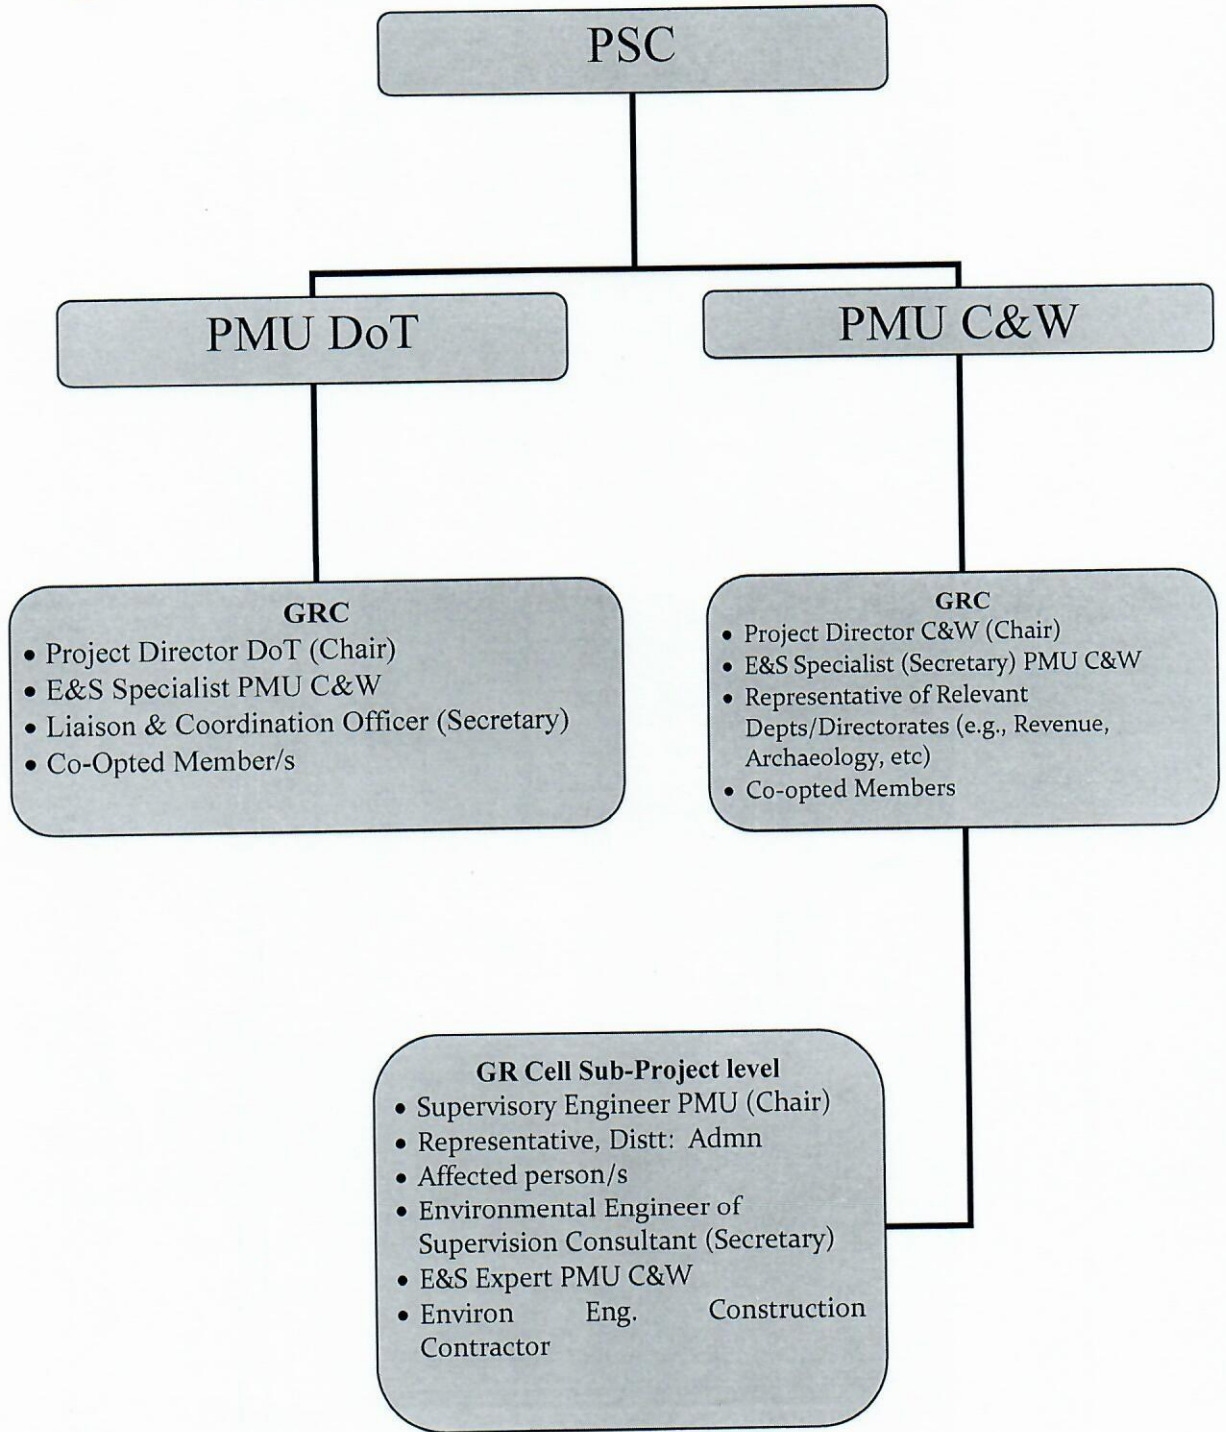 PSC
PMU DoT
PMU C&W
GRC
• Project Director DoT (Chair)
• E&S Specialist PMU C&W
• Liaison & Coordination Officer (Secretary)
• Co-Opted Member/s
GRC
• Project Director C&W (Chair)
• E&S Specialist (Secretary) PMU C&W
• Representative of Relevant
Depts/Directorates (e.g., Revenue,
Archaeology, etc)
• Co-opted Members
GR Cell Sub-Project level
• Supervisory Engineer PMU (Chair)
• Representative, Distt: Admn
• Affected person/s
• Environmental Engineer of
Supervision Consultant (Secretary)
• E&S Expert PMU C&W
• Environ Eng. Construction
Contractor